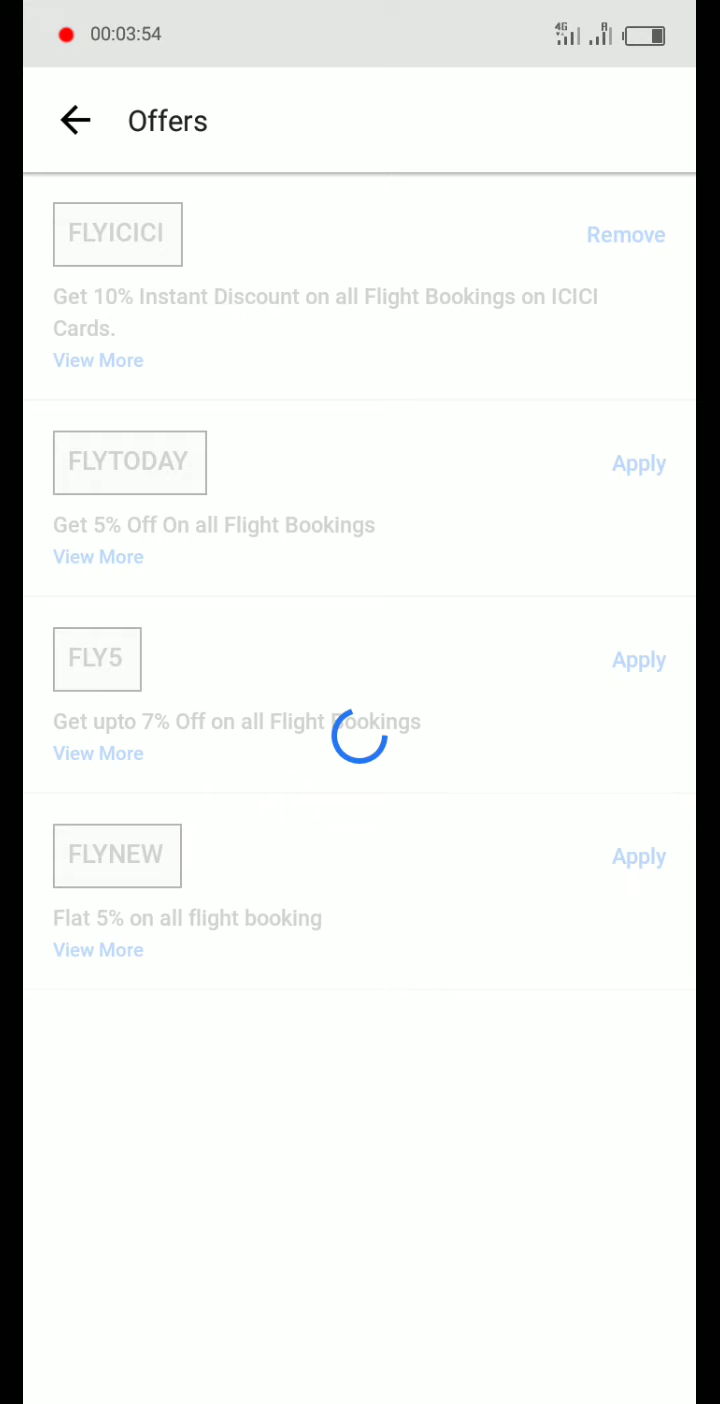 00:03:54
4G
R
Offers
FLYICICI
Remove
Get 10% Instant Discount on all Flight Bookings on ICICI
Cards.
View More
FLYTODAY
Apply
Get 5% Off On all Flight Bookings
View More
FLY5
Apply
Get upto 7% Off on all Flight Bookings
View More
FLYNEW
Apply
Flat 5% on all flight booking
View More